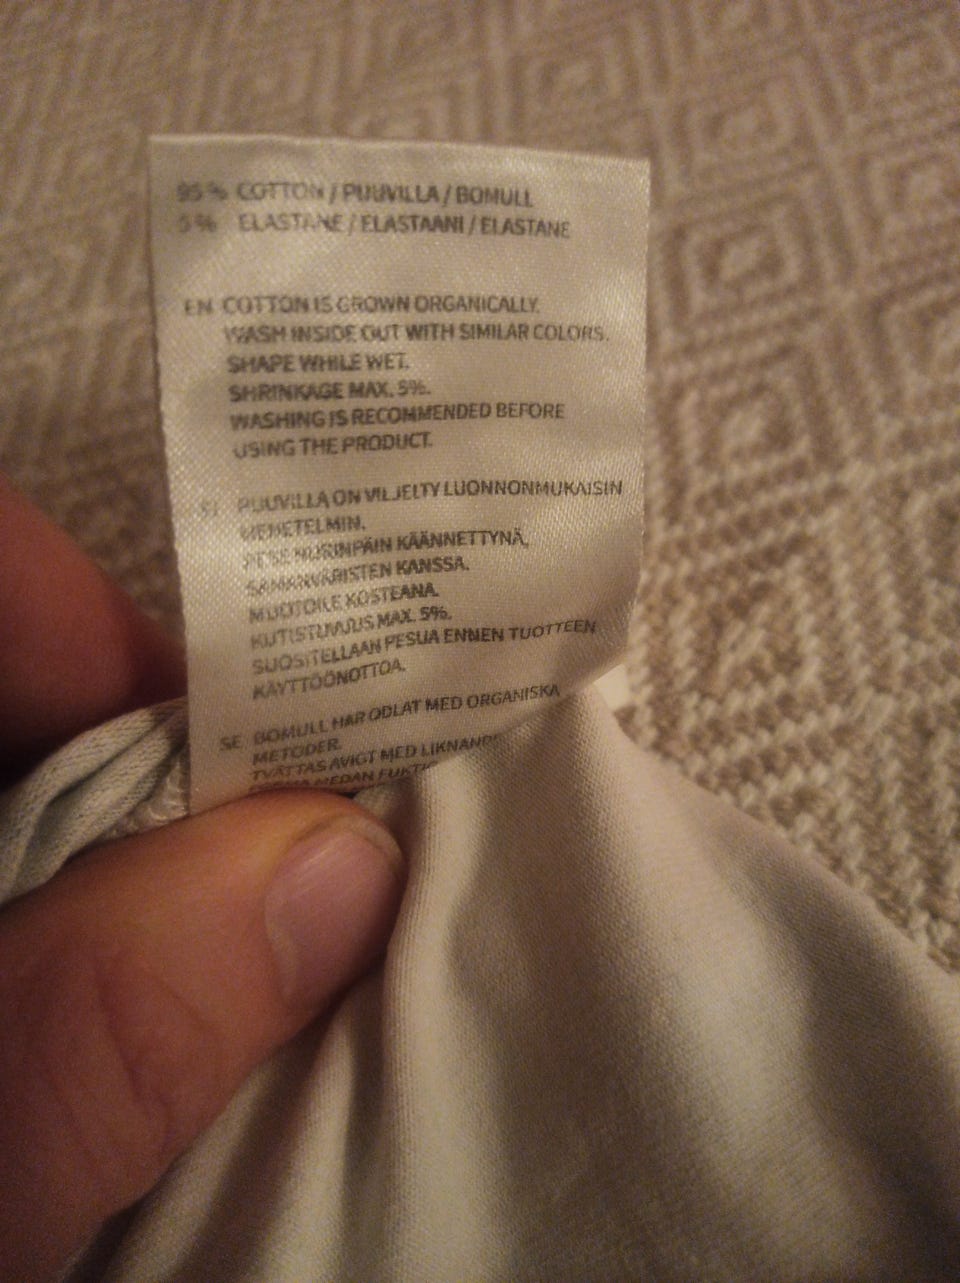 95% COTTON / PUUVILLA / BOMULL
5% ELASTANE / ELASTAANI / ELASTANE
EN COTTON IS GROWN ORGANICALLY.
WASH INSIDE OUT WITH SIMILAR COLORS.
SHAPE WHILE WET.
SHRINKAGE MAX. 5%.
WASHING IS RECOMMENDED BEFORE
USING THE PRODUCT.
FI PUUVILLA ON VILJELTY LUONNONMUKAISIN
MENETELMIN.
PESE NURINPÄIN KÄÄNNETTYNÄ,
SAMANVÄRISTEN KANSSA.
MUOTOILE KOSTEANA.
KUTISTUVUUS MAX. 5%.
SUOSITELLAAN PESUA ENNEN TUOTTEEN
KÄYTTÖÖNOTTOA.
SE BOMULL HAR ODLAT MED ORGANISKA
METODER.
TVÄTTAS AVIGT MED LIKNANDE
MEDAN